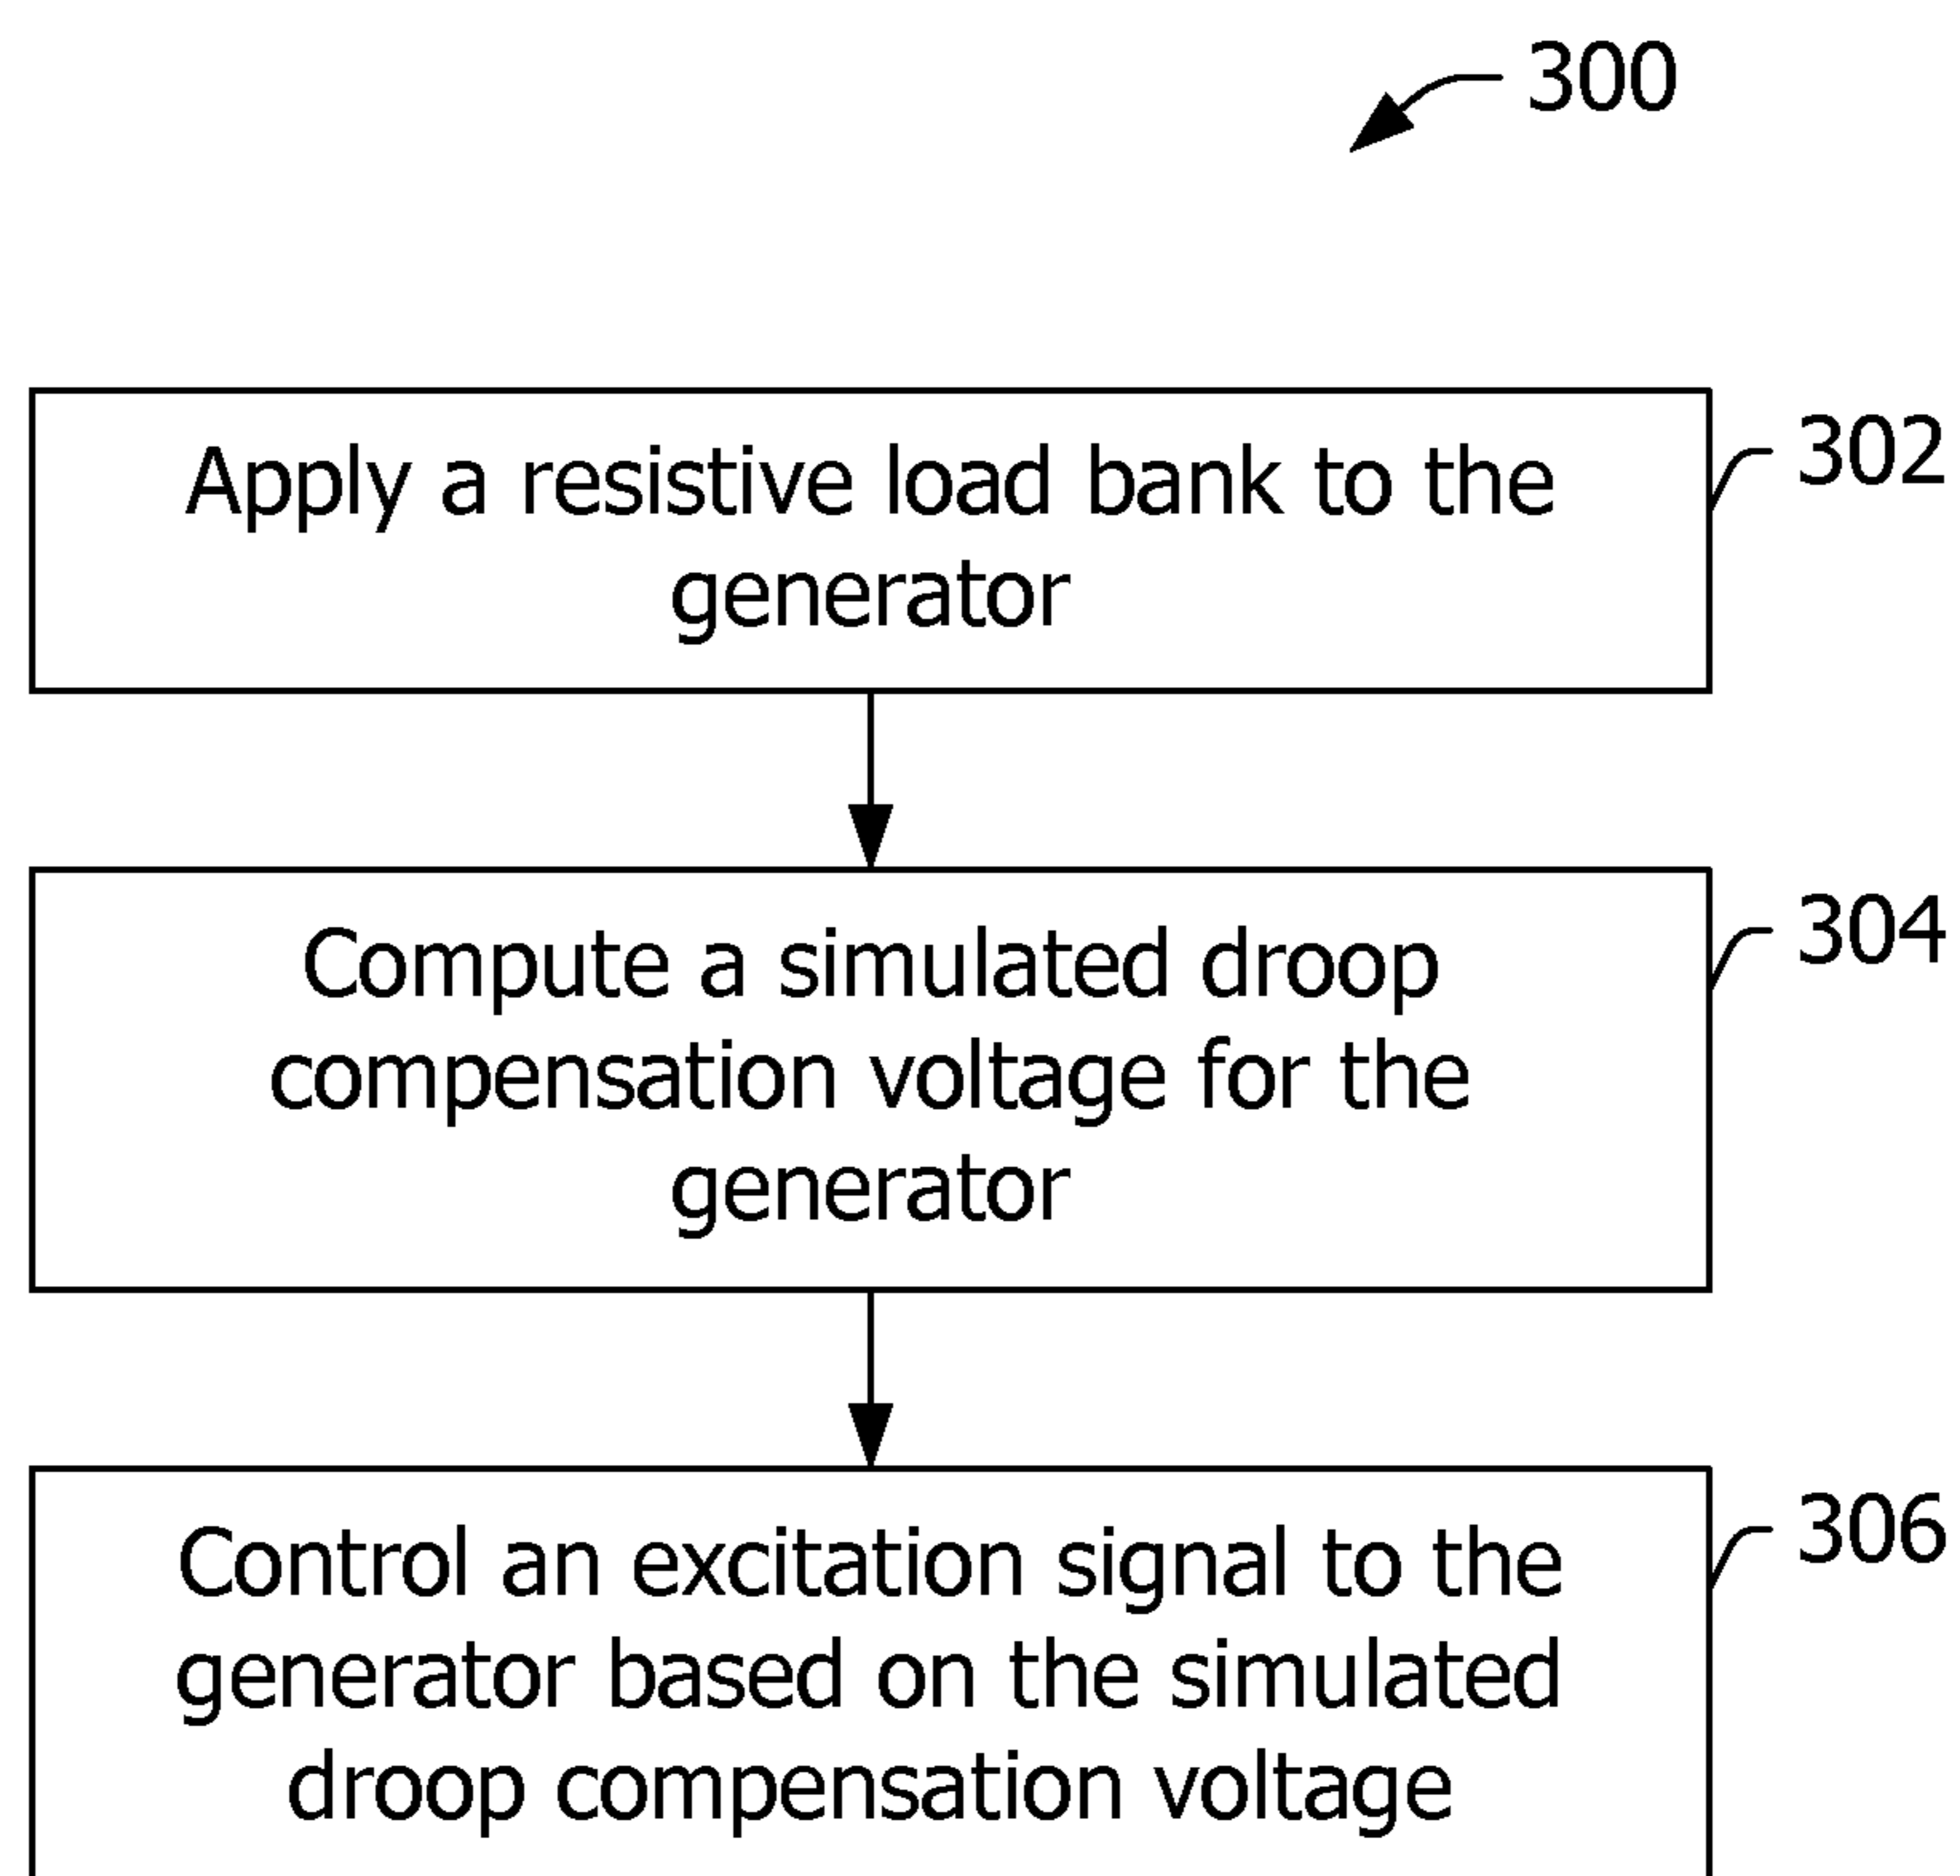 300
Apply a resistive load bank to the
generator
302
Compute a simulated droop
compensation voltage for the
generator
304
Control an excitation signal to the
generator based on the simulated
droop compensation voltage
306